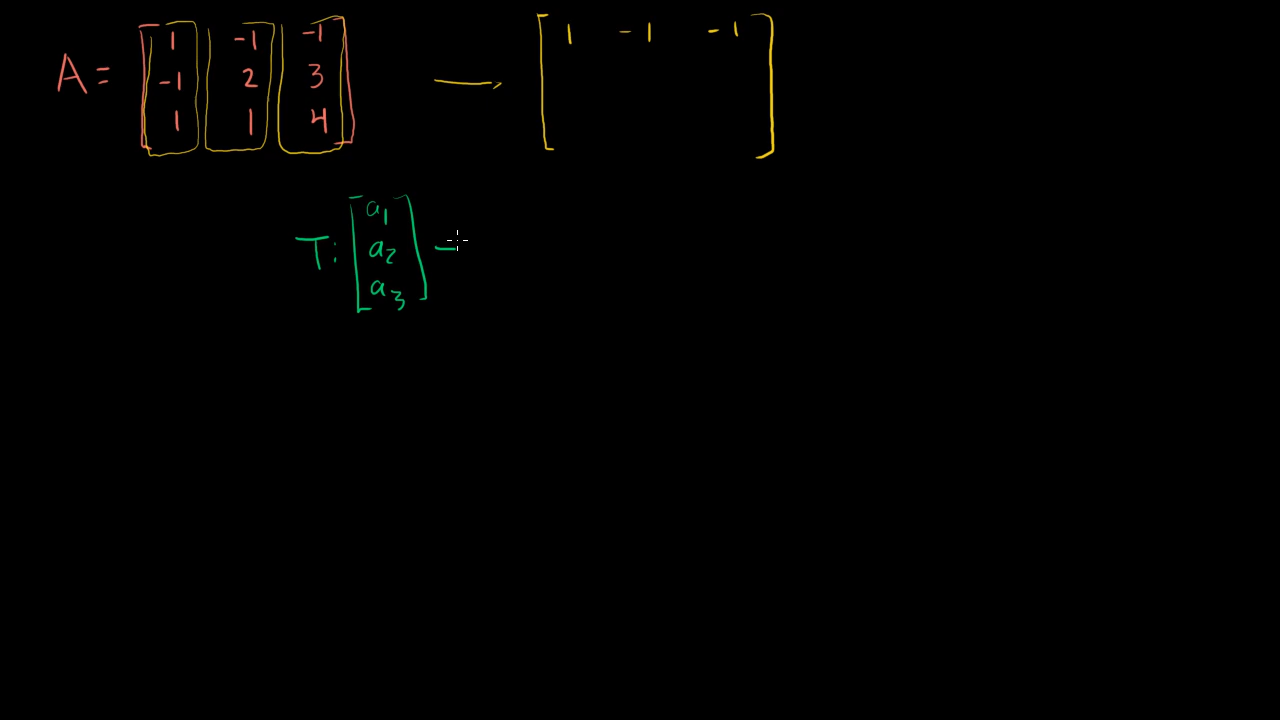 A = [ 1 -1 -1 → [ 1 -1 -1
-1 2 3
1 1 4 ] ]
T: [ a1
a2 –
a3 ]